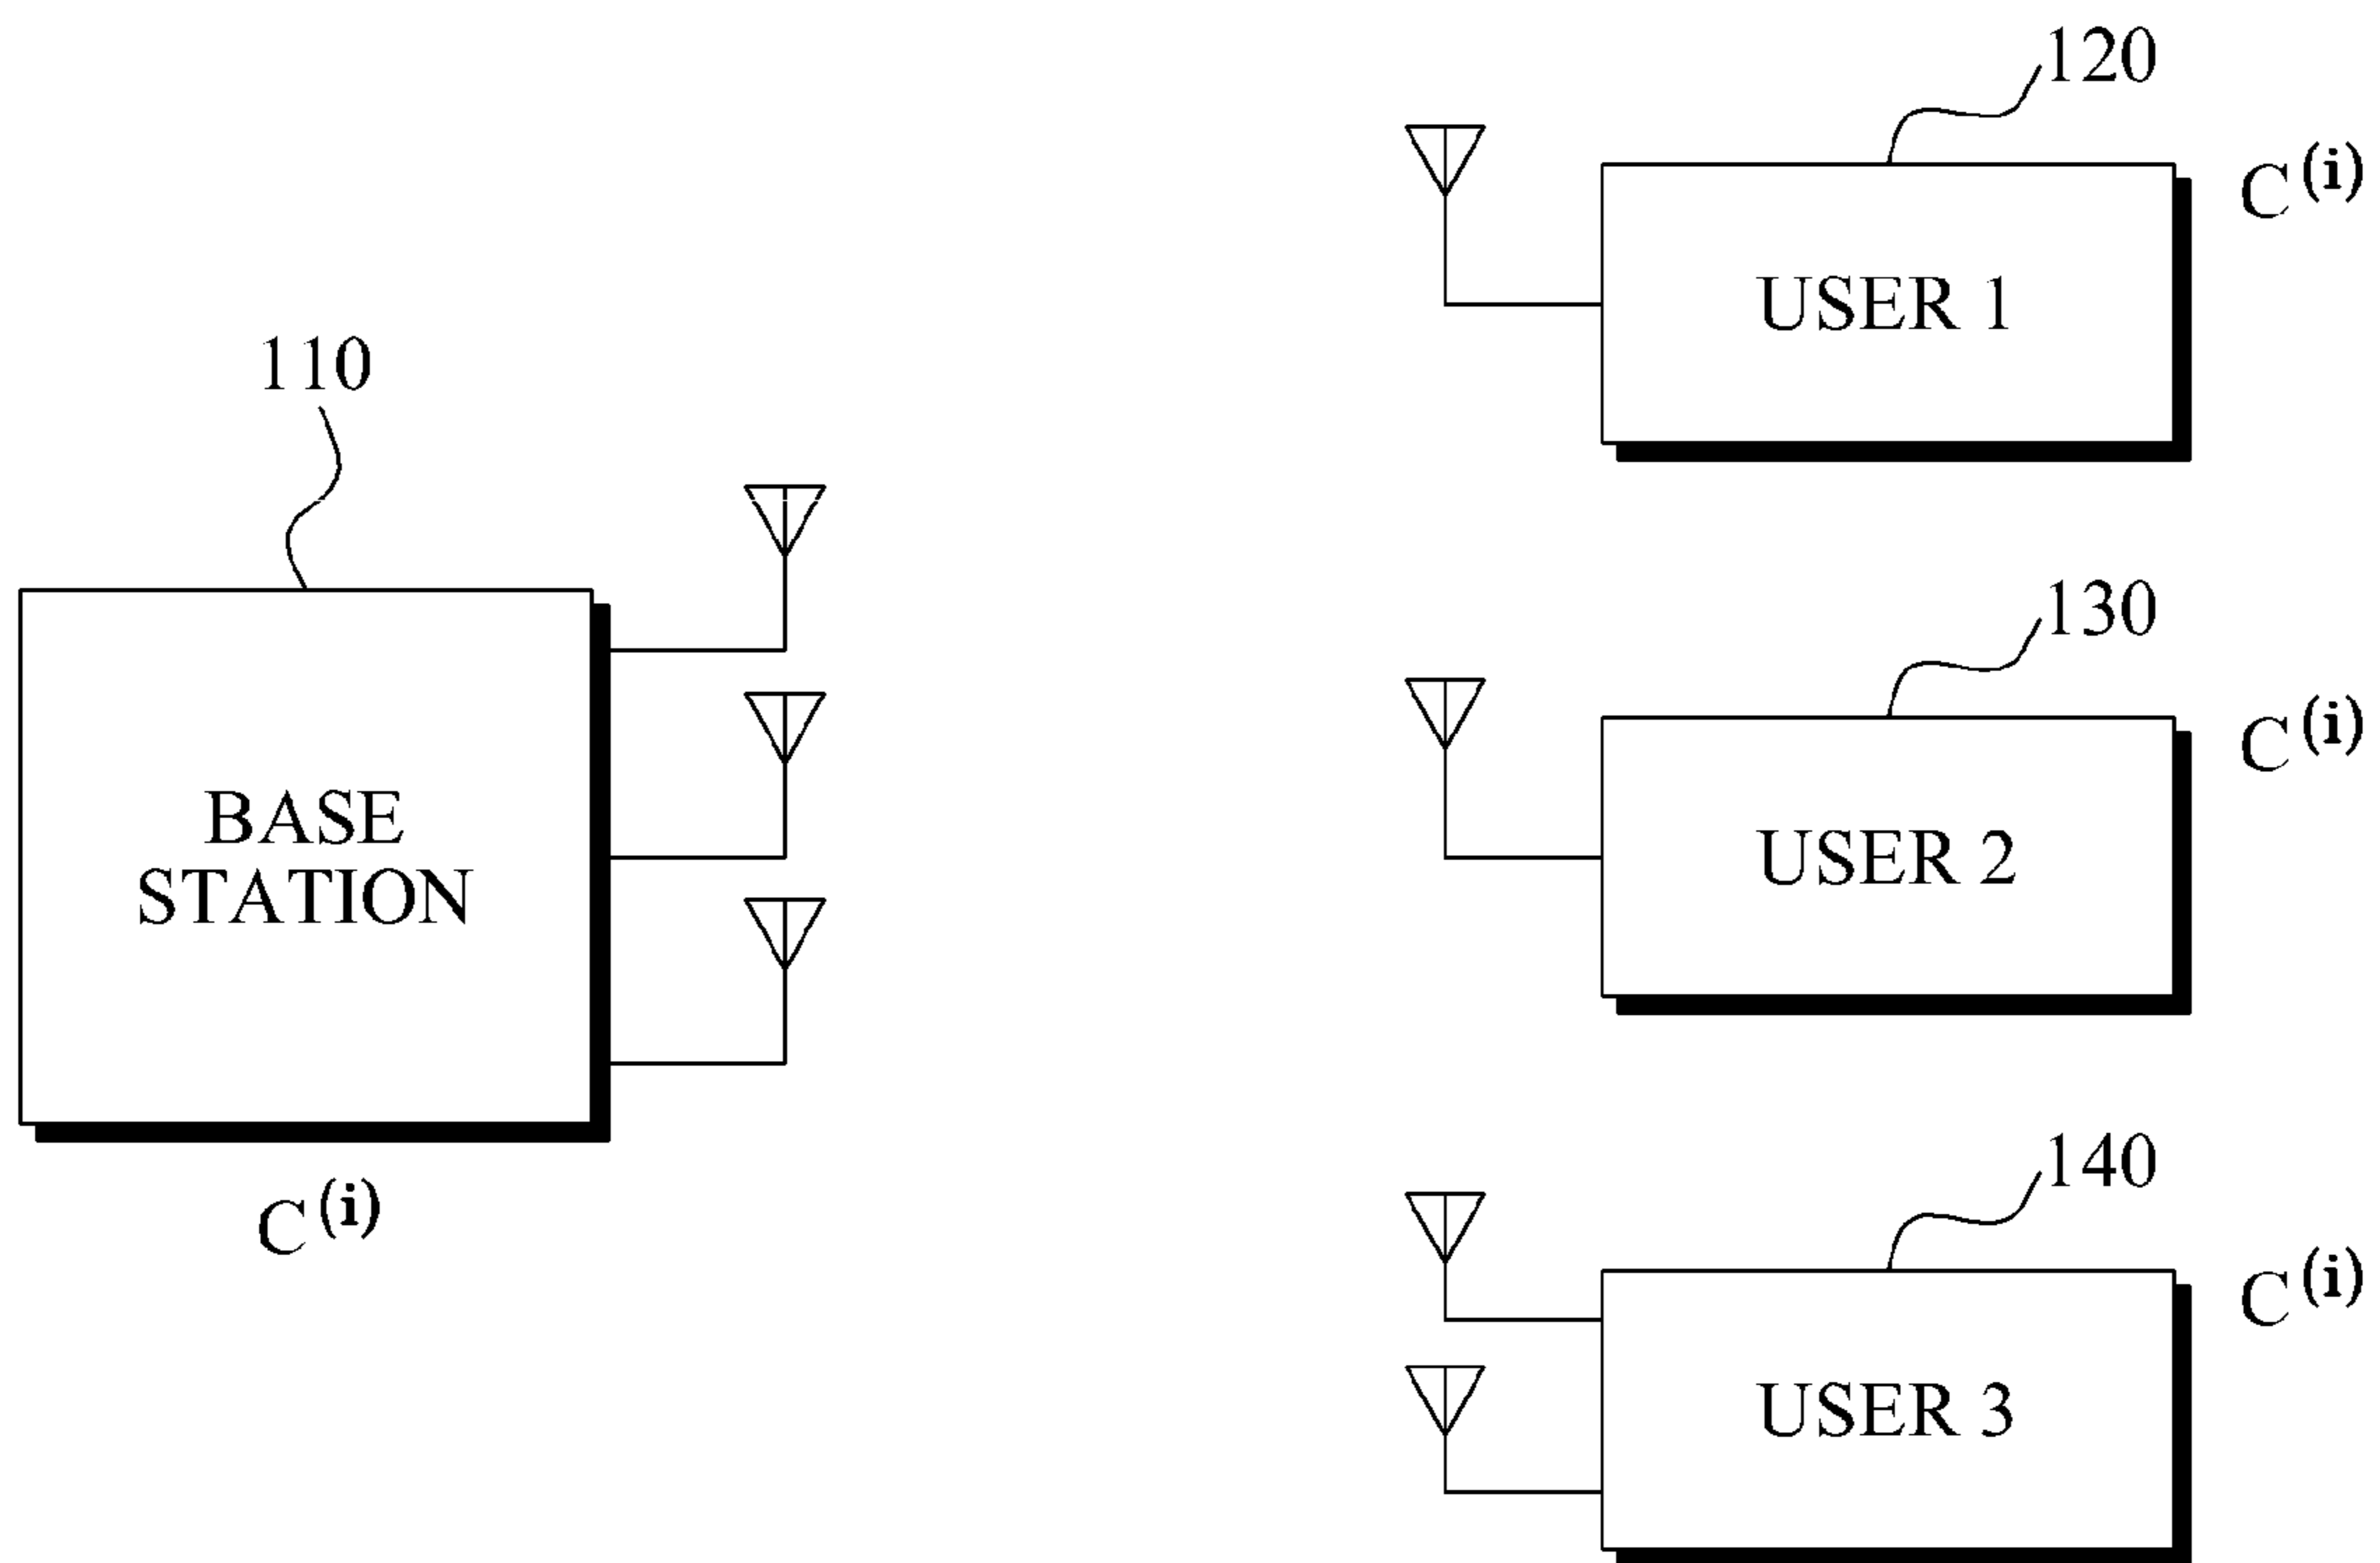 110
BASE
STATION
C(i)
120
C(i)
USER 1
130
C(i)
USER 2
140
C(i)
USER 3